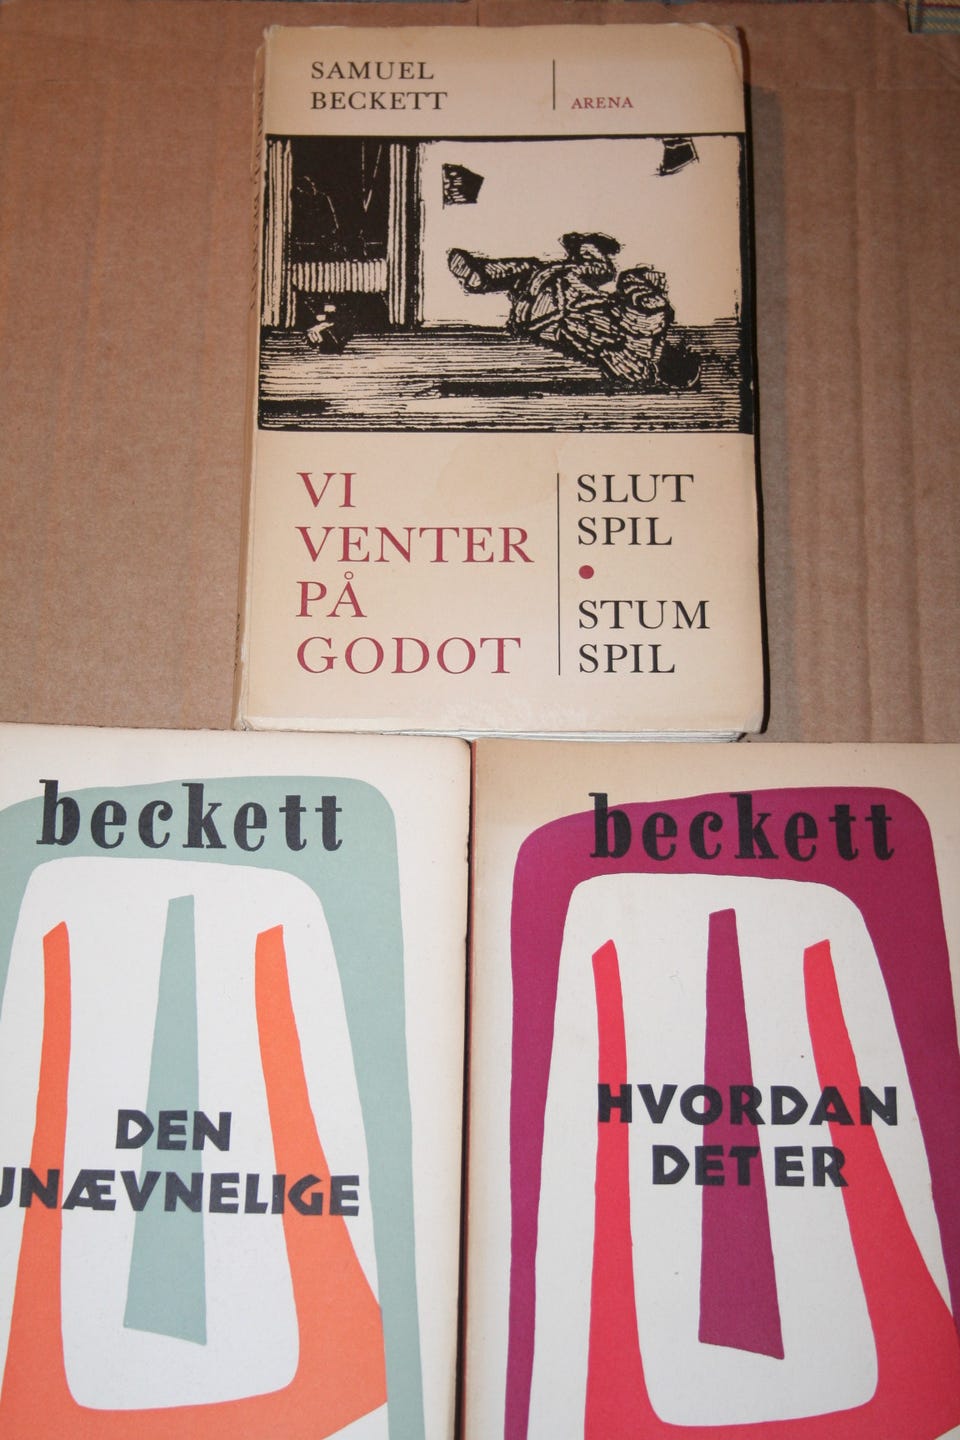 SAMUEL
BECKETT
ARENA
VI
VENTER
PÅ
GODOT
SLUT
SPIL
•
STUM
SPIL
beckett
DEN
UNÆVNELIGE
beckett
HVORDAN
DET ER